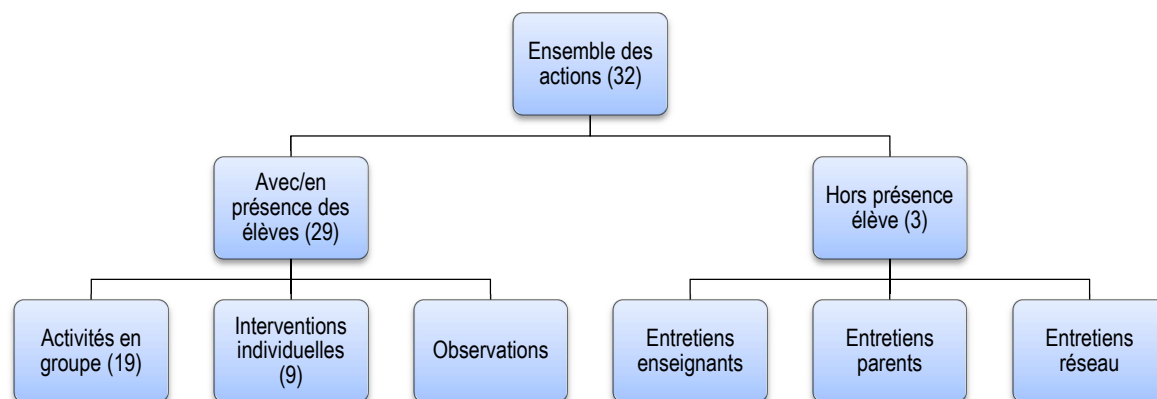 Ensemble des
actions (32)
Avec/en
présence des
élèves (29)
Hors présence
élève (3)
Activités en
groupe (19)
Interventions
individuelles
(9)
Observations
Entretiens
enseignants
Entretiens
parents
Entretiens
réseau